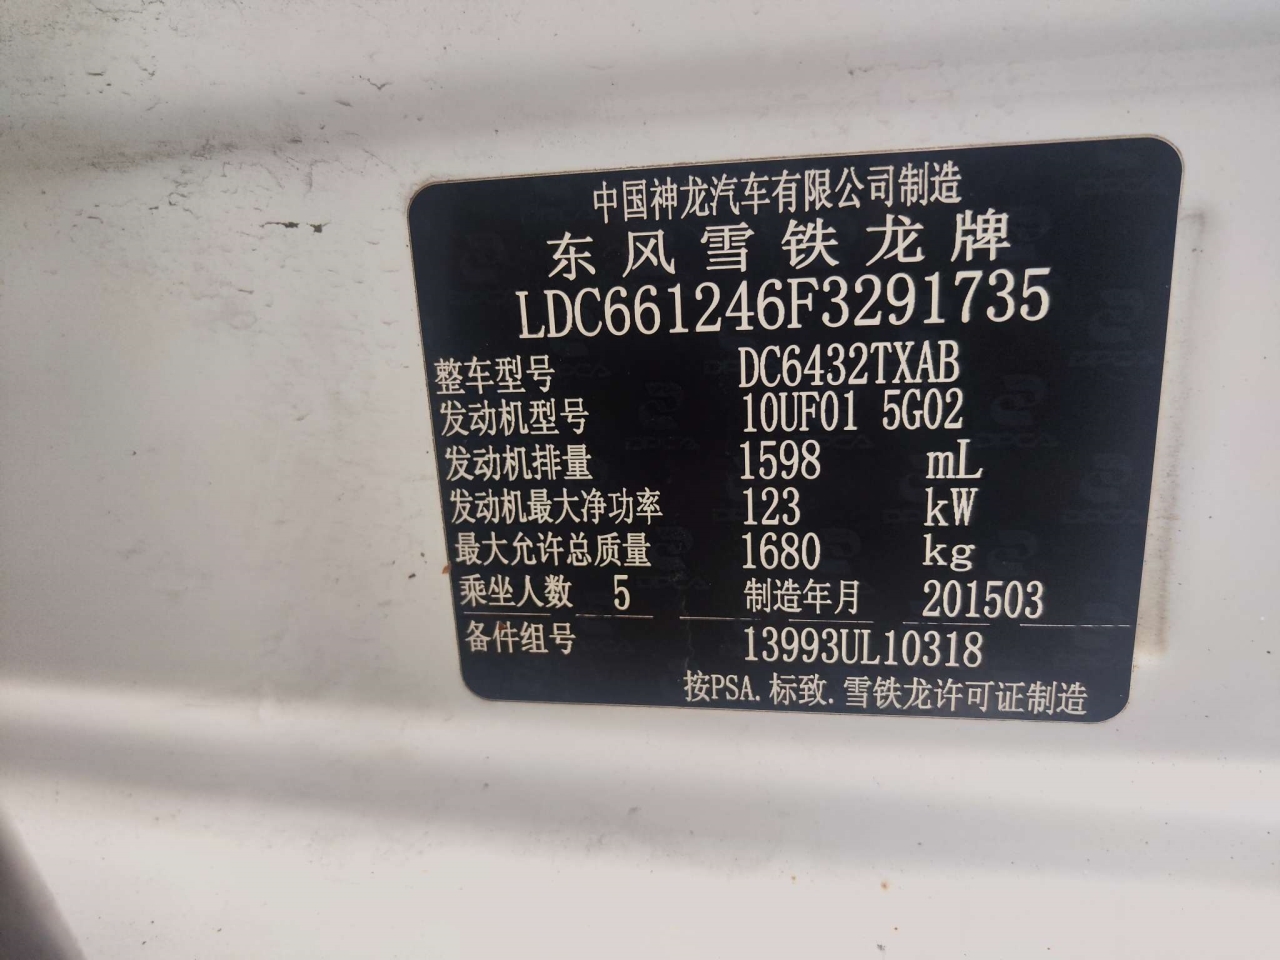 中国神龙汽车有限公司制造
东风雪铁龙牌
LDC661246F3291735
整车型号 DC6432TXAB
发动机型号 10UF01 5G02
发动机排量 1598 mL
发动机最大净功率 123 kW
最大允许总质量 1680 kg
乘坐人数 5 制造年月 201503
备件组号 13993UL10318
按PSA.标致.雪铁龙许可证制造